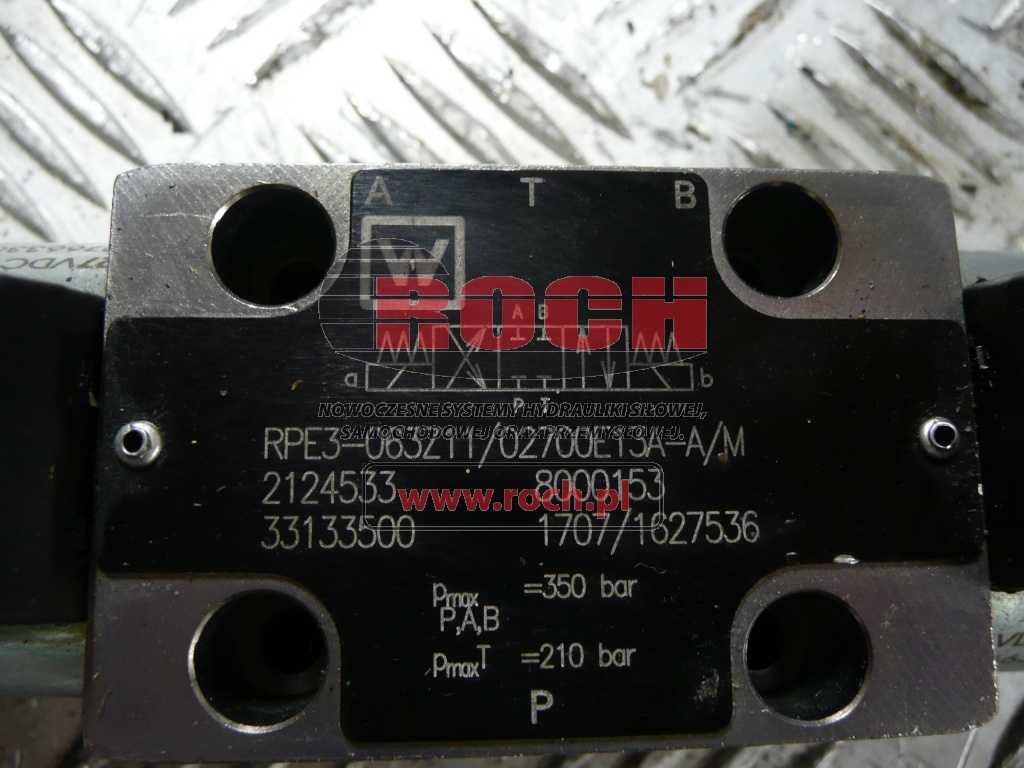 A T B
W
27VDC
ROCH
A B
a b
P T
NOWOCZESNE SYSTEMY HYDRAULIKI SIŁOWEJ,
SAMOCHODOWEJ ORAZ PRZEMYSŁOWEJ.
RPE3-063Z11/02700E13A-A/M
2124533 8000153
www.roch.pl
33133500 1707/1627536
pmax =350 bar
P,A,B
pmaxT =210 bar
P